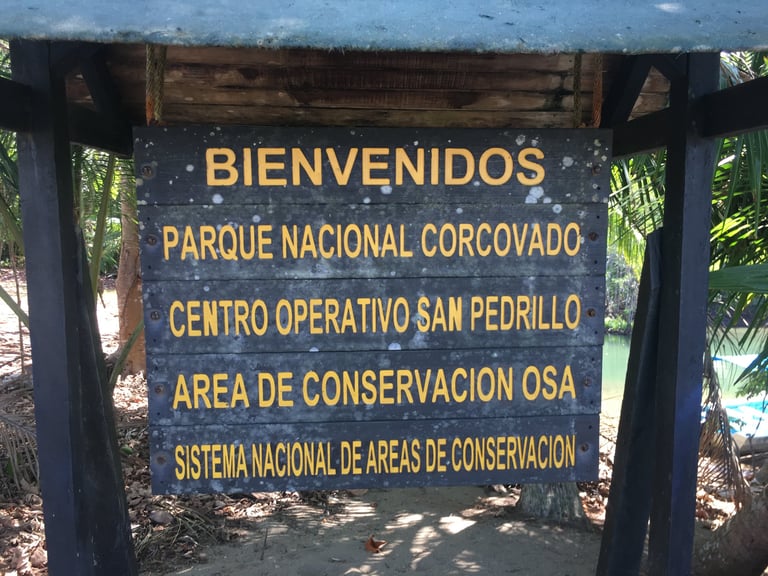 BIENVENIDOS
PARQUE NACIONAL CORCOVADO
CENTRO OPERATIVO SAN PEDRILLO
AREA DE CONSERVACION OSA
SISTEMA NACIONAL DE AREAS DE CONSERVACION